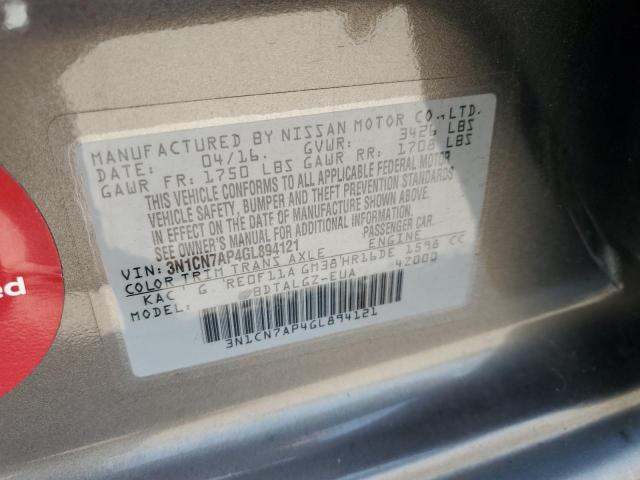 MANUFACTURED BY NISSAN MOTOR CO.,LTD.
DATE: 04/16. GVWR: 3426 LBS
GAWR FR: 1750 LBS GAWR RR: 1708 LBS
THIS VEHICLE CONFORMS TO ALL APPLICABLE FEDERAL MOTOR
VEHICLE SAFETY, BUMPER AND THEFT PREVENTION STANDARDS
IN EFFECT ON THE DATE OF MANUFACTURE SHOWN ABOVE.
SEE OWNER'S MANUAL FOR ADDITIONAL INFORMATION.
VIN: 3N1CN7AP4GL894121 PASSENGER CAR.
COLOR TRIM TRANS AXLE ENGINE
KAC G RE0F11A GM38 HR16DE 1598 CC
BDTALGZ-EUA 42000
3N1CN7AP4GL894121
ed